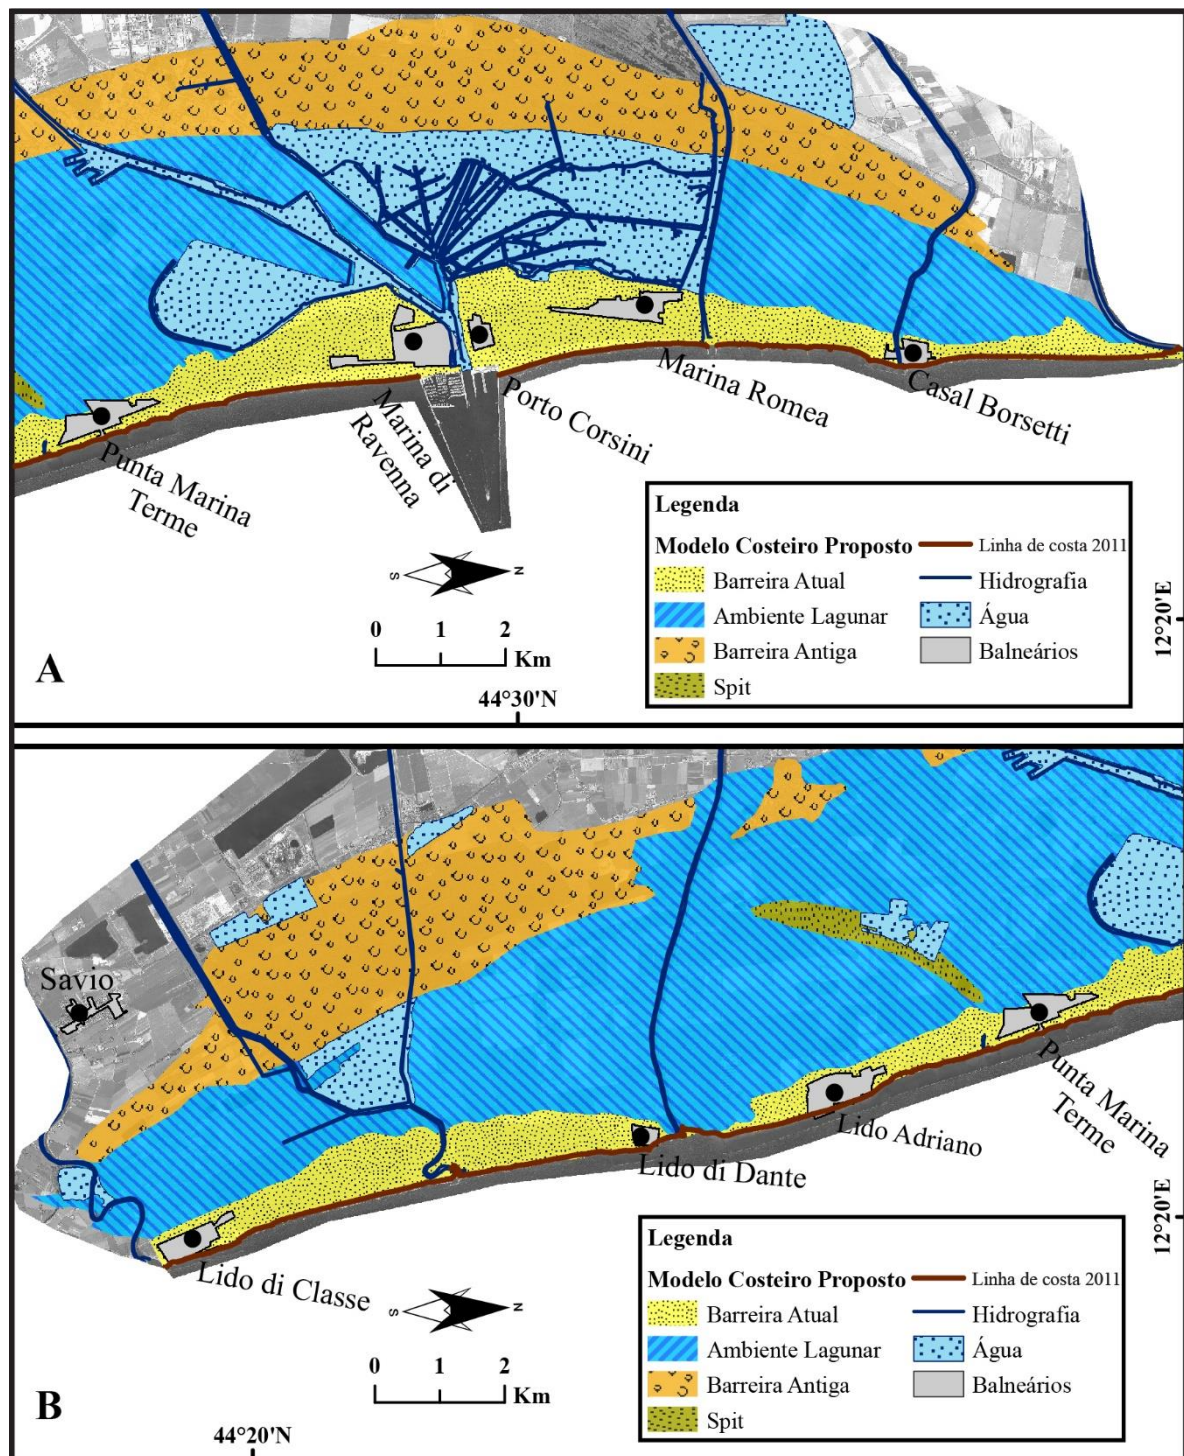 Punta Marina
Terme
Marina di
Ravenna
Porto Corsini
Marina Romea
Casal Borsetti
Legenda
Modelo Costeiro Proposto
Linha de costa 2011
Barreira Atual
Hidrografia
Ambiente Lagunar
Água
Barreira Antiga
Balneários
Spit
S
N
0 1 2
Km
A
44°30'N
12°20'E
Savio
Punta Marina
Terme
Lido Adriano
Lido di Dante
Lido di Classe
Legenda
Modelo Costeiro Proposto
Linha de costa 2011
Barreira Atual
Hidrografia
Ambiente Lagunar
Água
Barreira Antiga
Balneários
Spit
S
N
0 1 2
Km
B
44°20'N
12°20'E